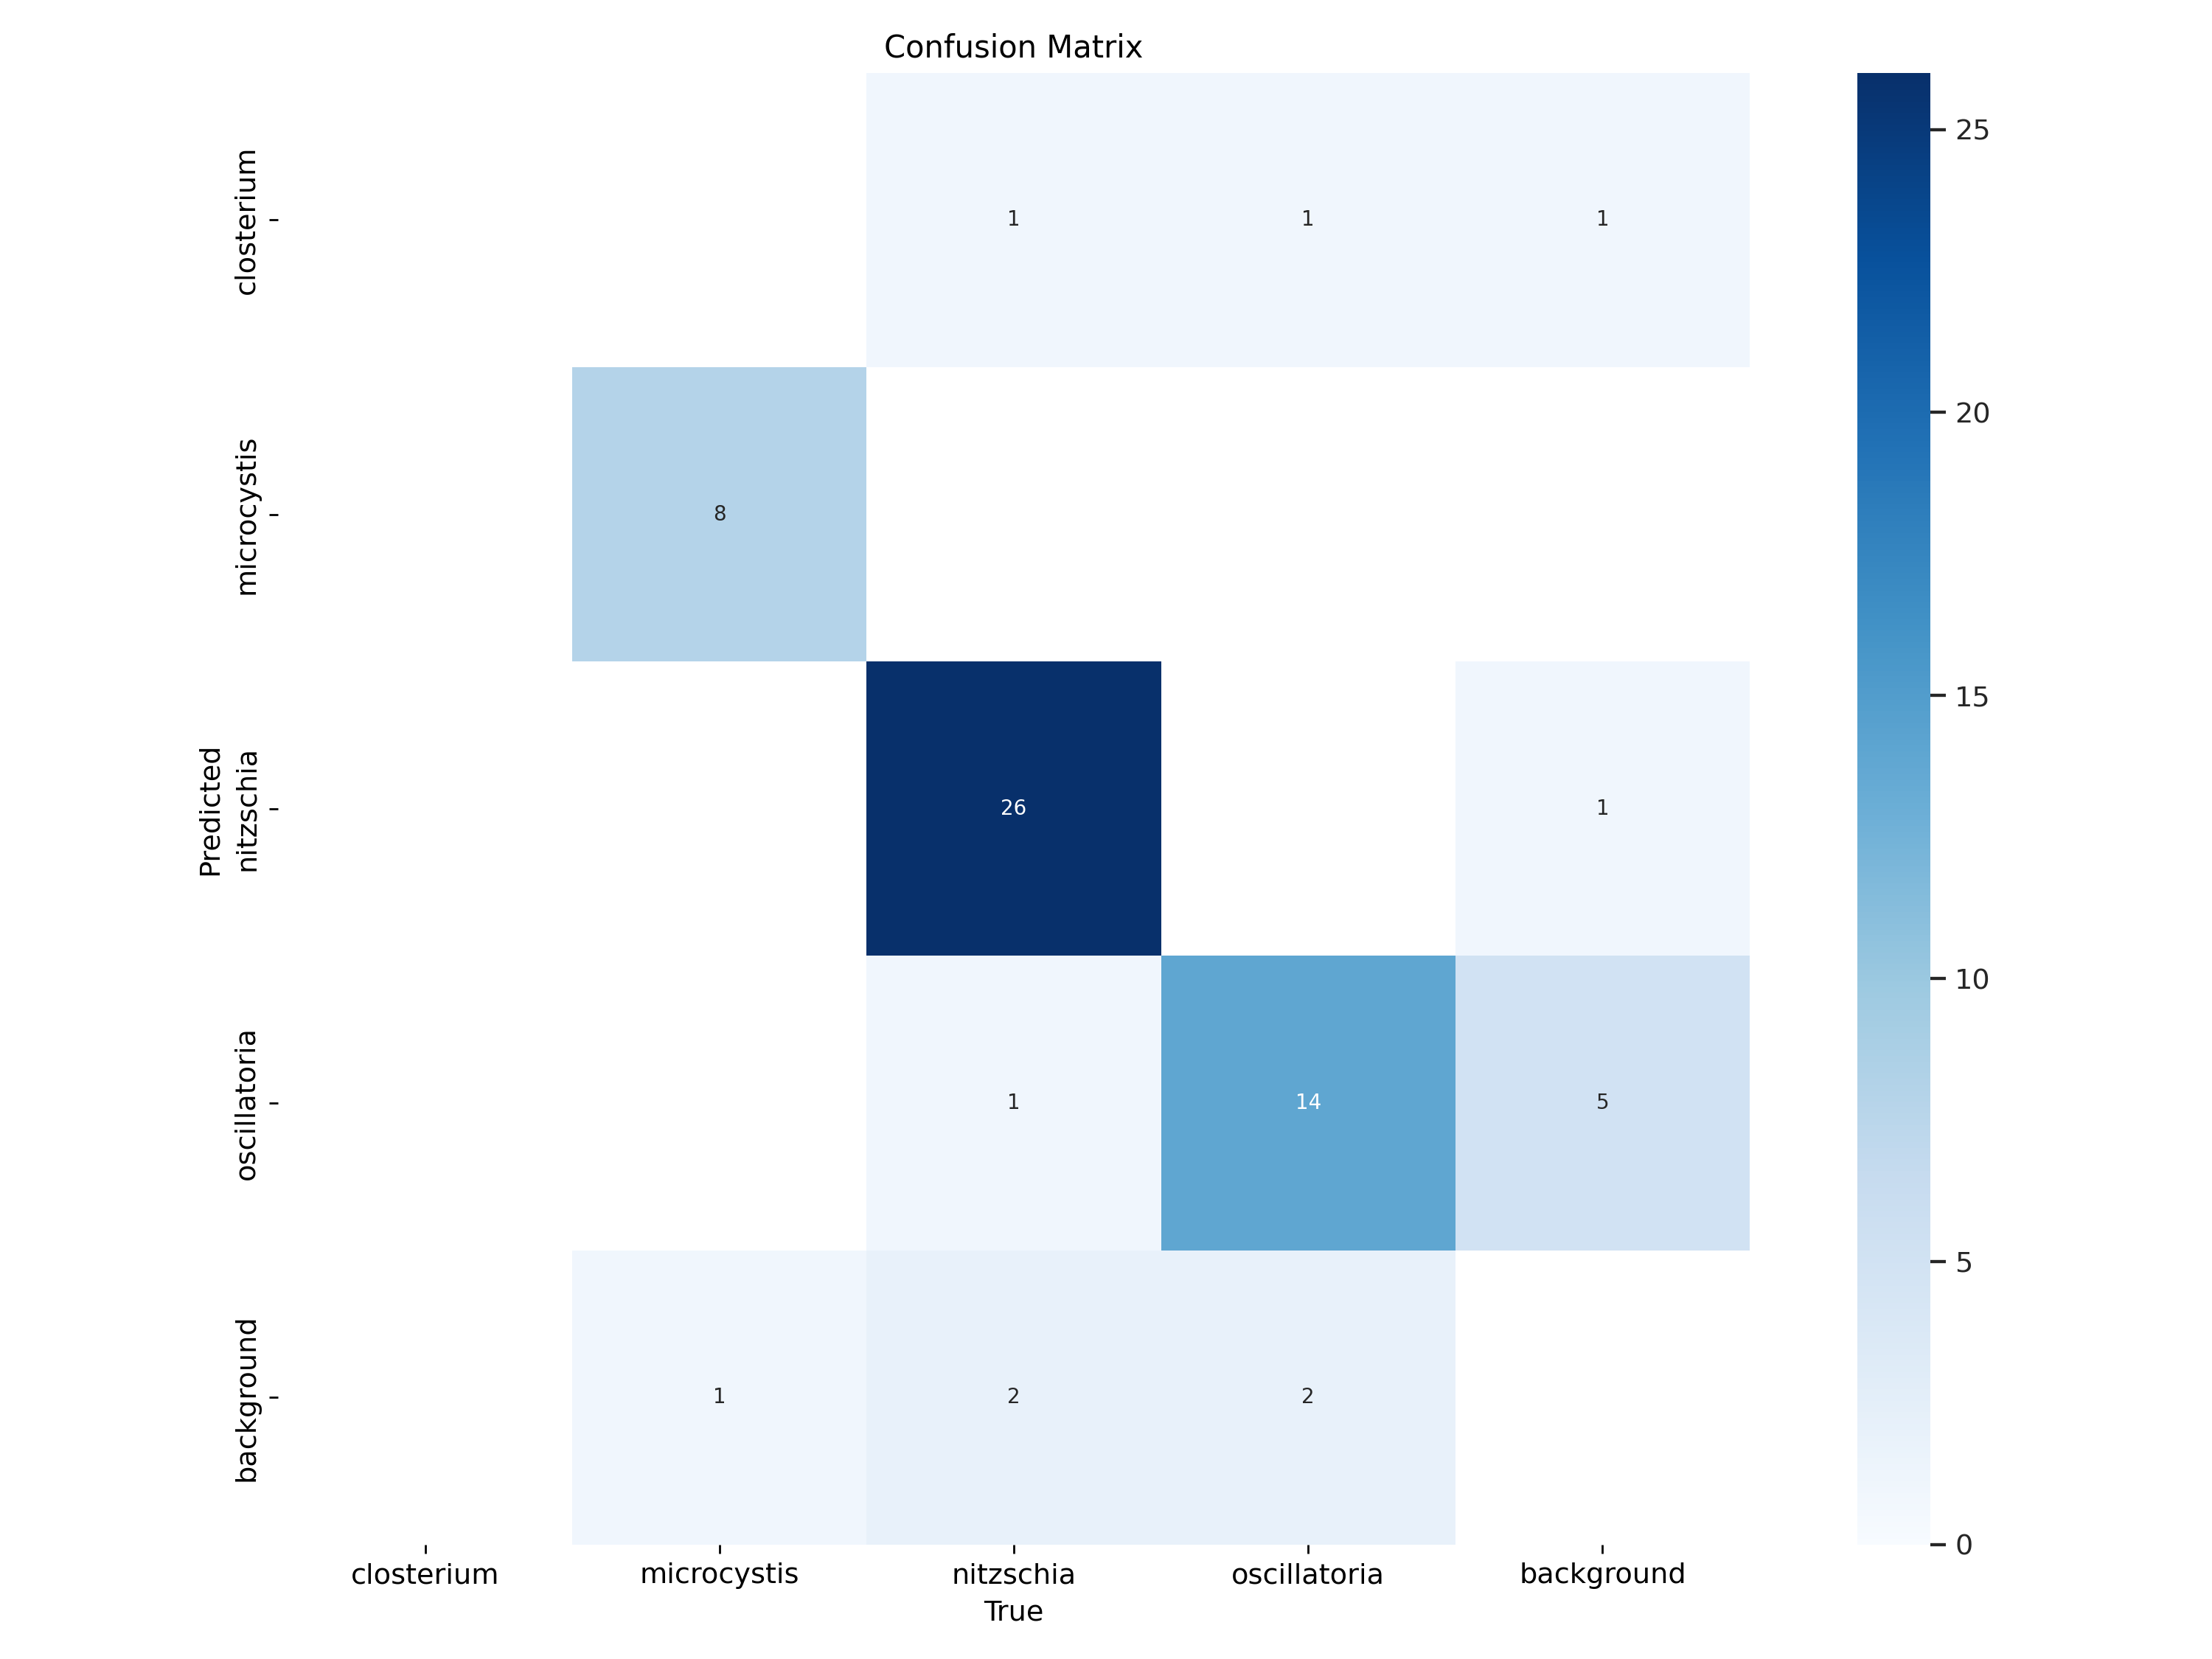 Confusion Matrix
closterium
microcystis
nitzschia
oscillatoria
background
Predicted
1 1 1
8
26 1
1 14 5
1 2 2
closterium microcystis nitzschia oscillatoria background
True
25
20
15
10
5
0